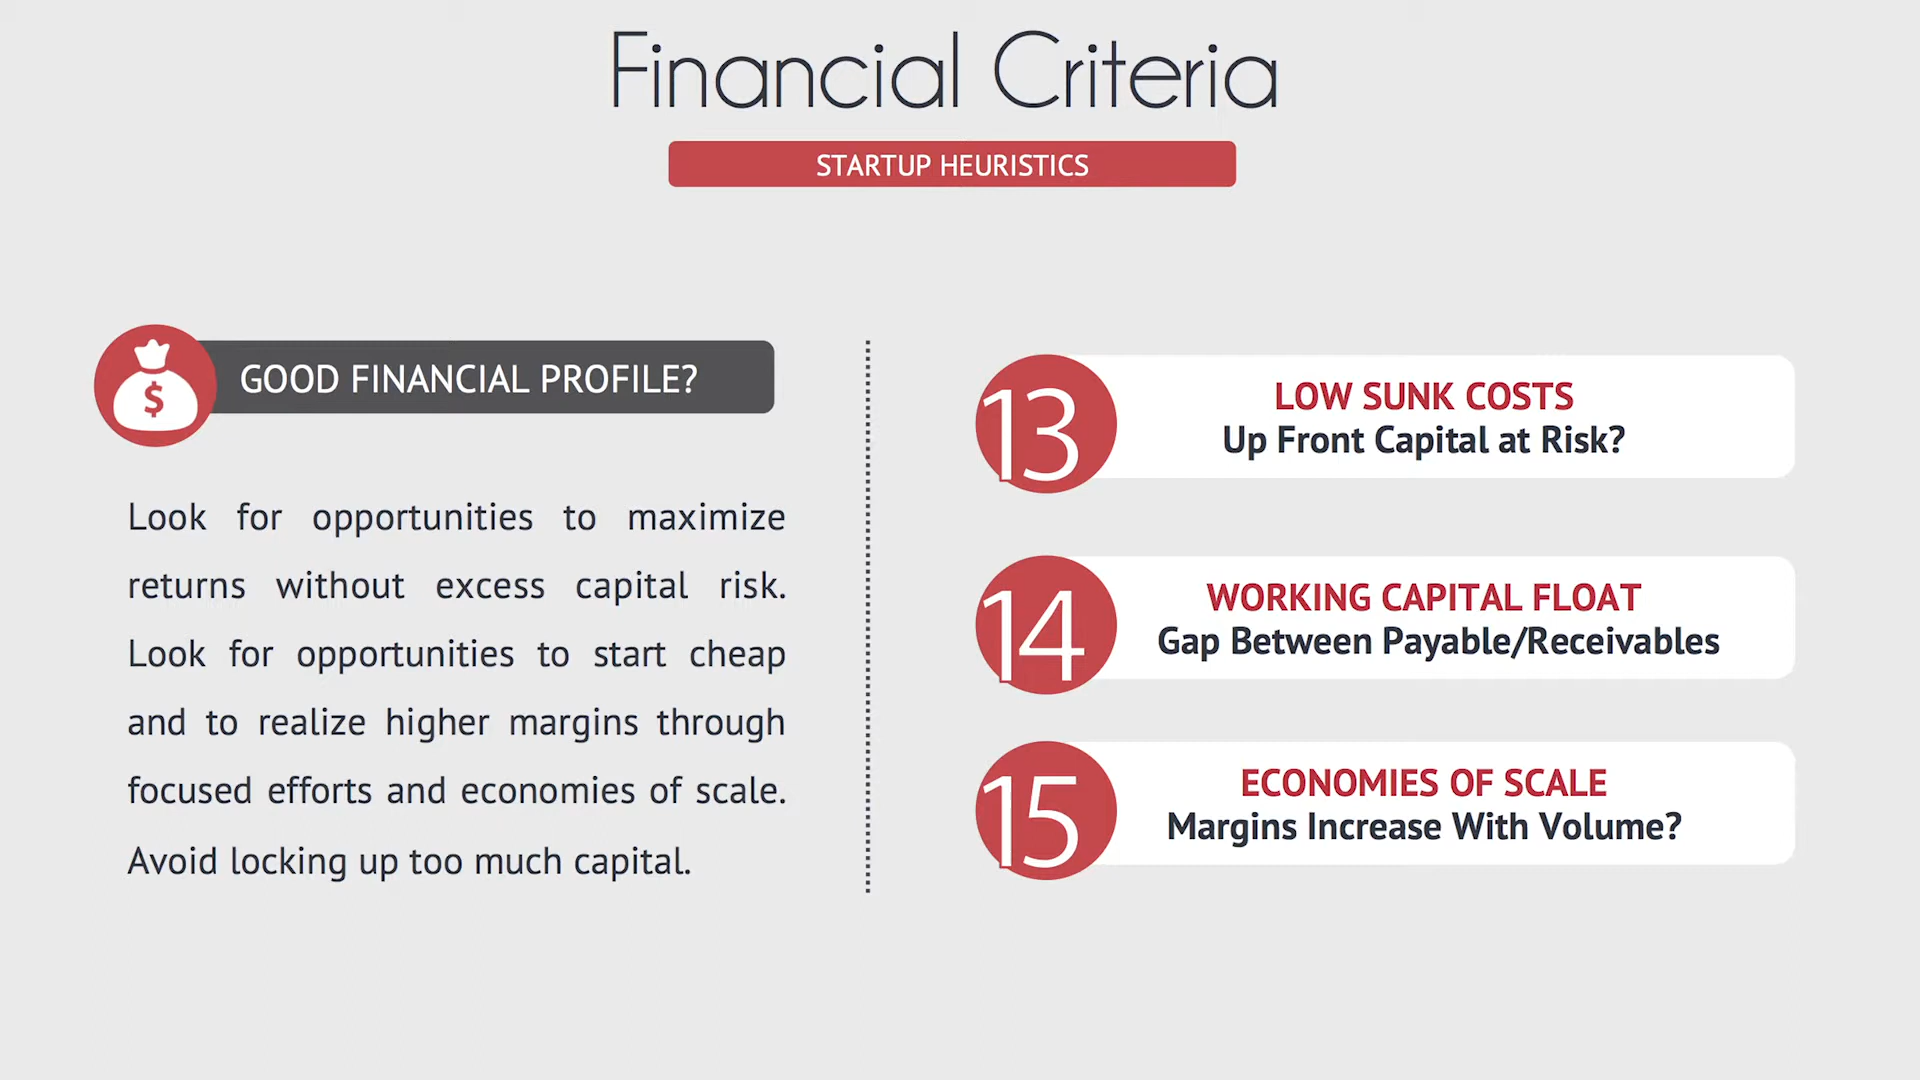 Financial Criteria
STARTUP HEURISTICS
$
GOOD FINANCIAL PROFILE?
Look for opportunities to maximize
returns without excess capital risk.
Look for opportunities to start cheap
and to realize higher margins through
focused efforts and economies of scale.
Avoid locking up too much capital.
13
LOW SUNK COSTS
Up Front Capital at Risk?
14
WORKING CAPITAL FLOAT
Gap Between Payable/Receivables
15
ECONOMIES OF SCALE
Margins Increase With Volume?